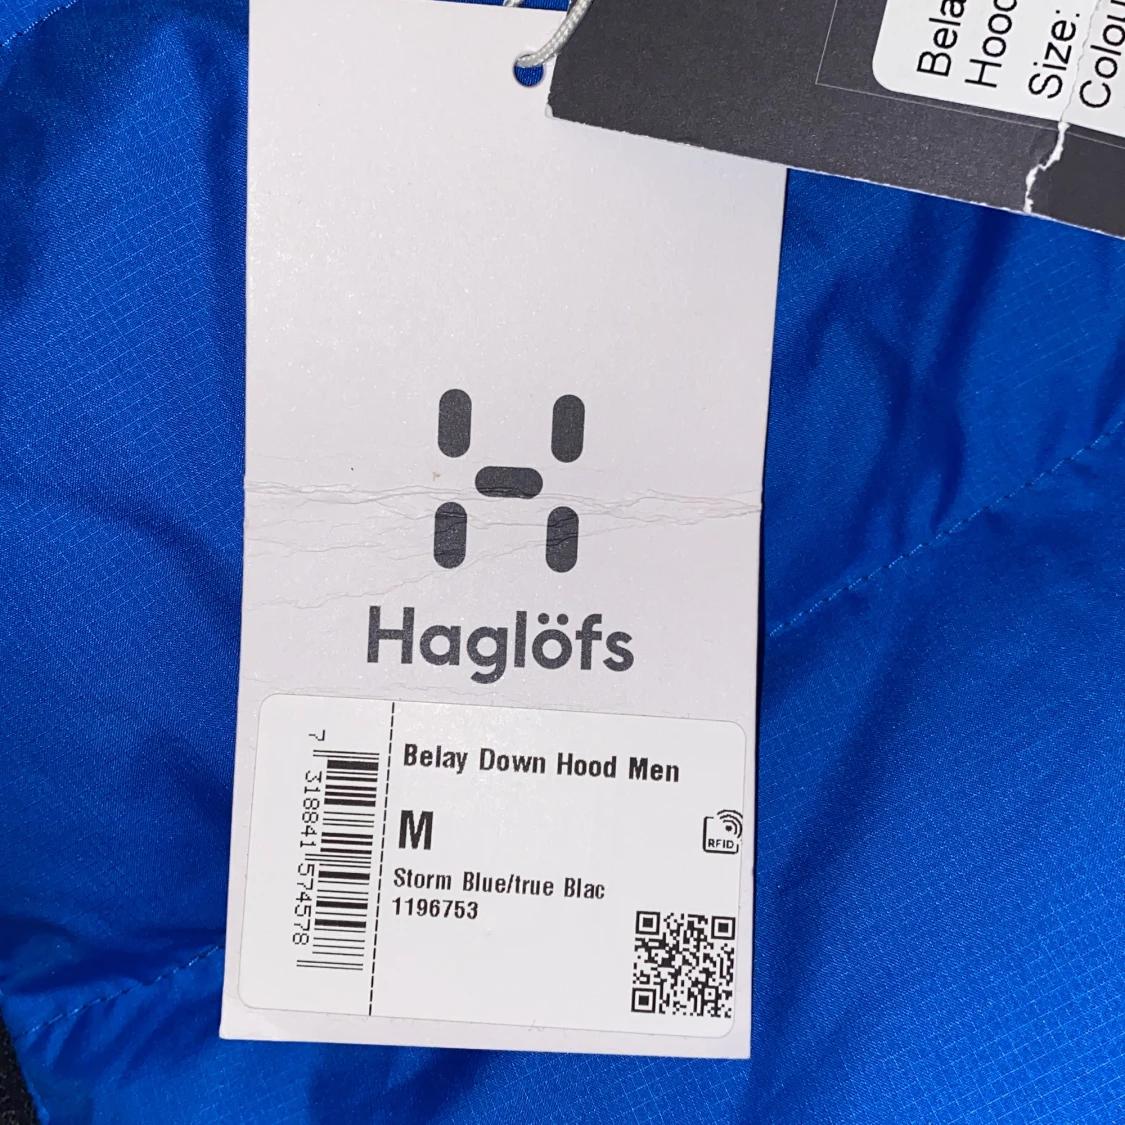 Bela
Hood
Size:
Colou
Haglöfs
Belay Down Hood Men
M
RFID
Storm Blue/true Blac
1196753
7 318841 574578